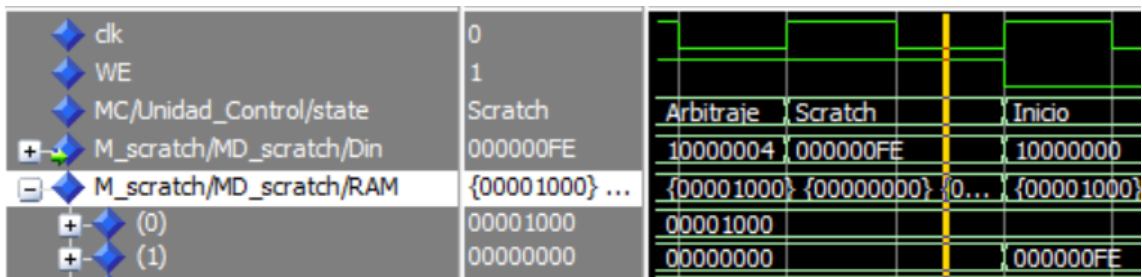 clk 0
WE 1
MC/Unidad_Control/state Scratch Arbitraje Scratch Inicio
M_scratch/MD_scratch/Din 000000FE 10000004 000000FE 10000000
M_scratch/MD_scratch/RAM {00001000} ... {00001000} {00000000} {0... {00001000}
(0) 00001000 00001000
(1) 00000000 00000000 000000FE